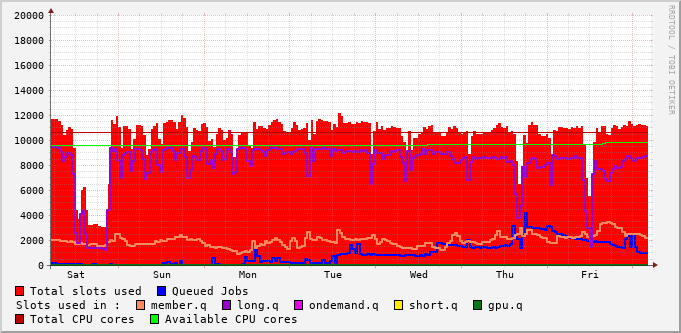 20000
18000
16000
14000
12000
10000
8000
6000
4000
2000
0
Sat Sun Mon Tue Wed Thu Fri
RRDTOOL / TOBI OETIKER
Total slots used Queued Jobs
Slots used in : member.q long.q ondemand.q short.q gpu.q
Total CPU cores Available CPU cores